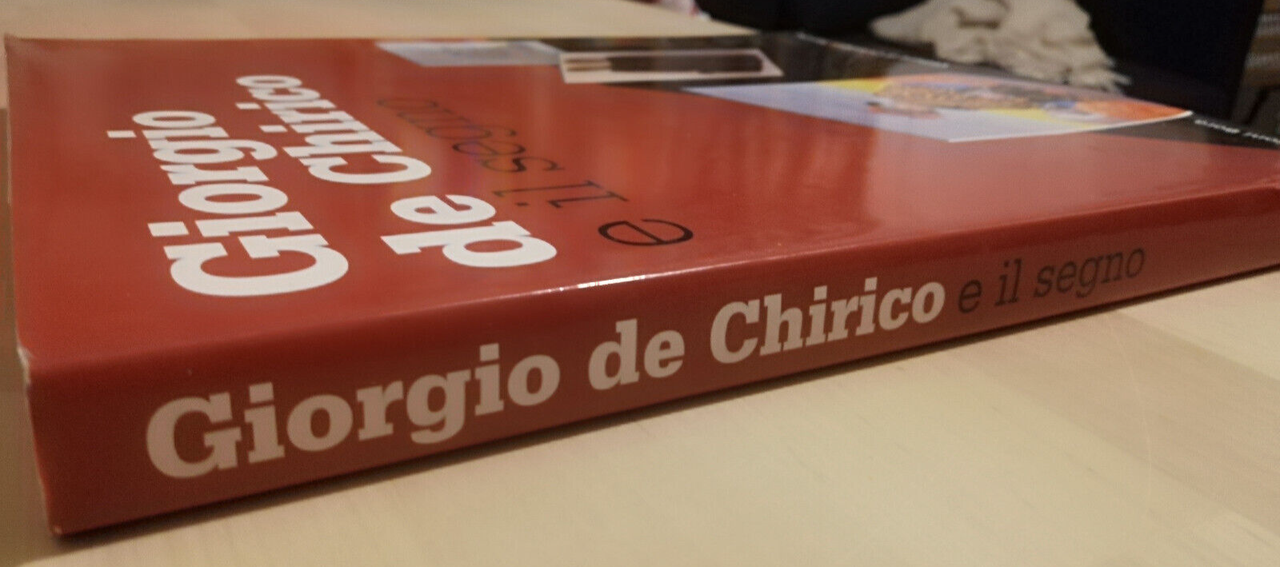 Giorgio
de Chirico
e il segno
Giorgio de Chirico e il segno